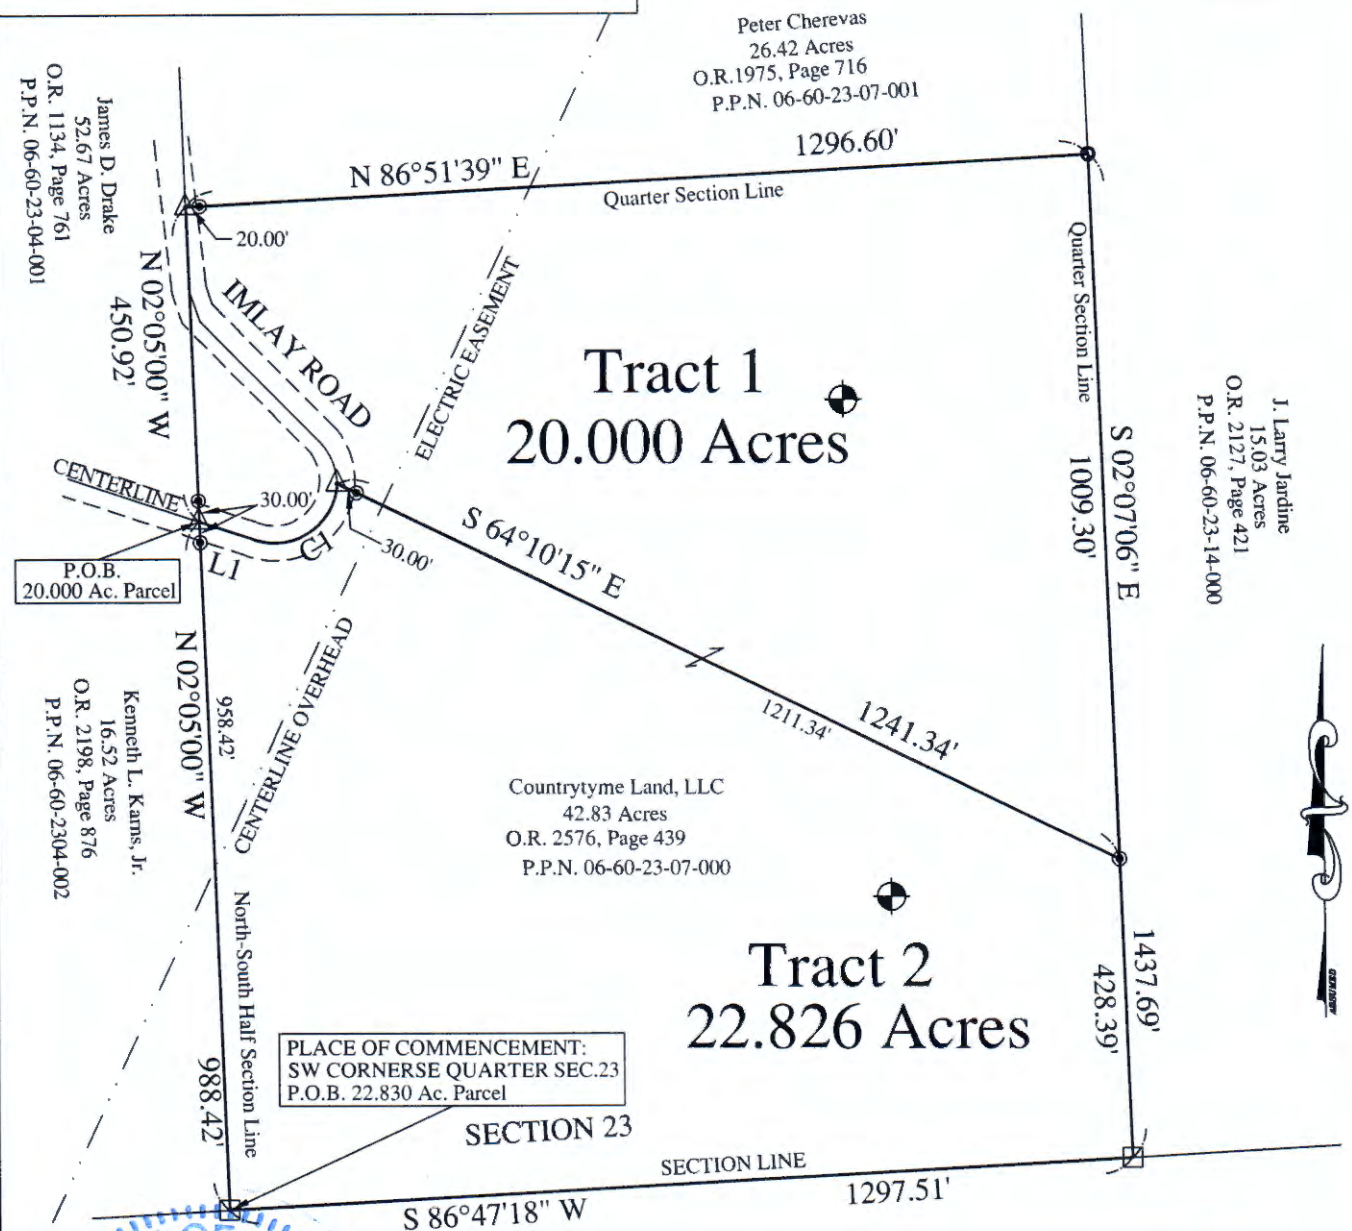 Peter Cherevas
26.42 Acres
O.R.1975, Page 716
P.P.N. 06-60-23-07-001
1296.60'
N 86°51'39" E
Quarter Section Line
James D. Drake
52.67 Acres
O.R. 1134, Page 761
P.P.N. 06-60-23-04-001
20.00'
N 02°05'00" W
450.92'
IMLAY ROAD
ELECTRIC EASEMENT
Quarter Section Line
Tract 1
20.000 Acres
S 02°07'06" E
1009.30'
J. Larry Jardine
15.03 Acres
O.R. 2127, Page 421
P.P.N. 06-60-23-14-000
CENTERLINE
30.00'
C1
30.00'
L1
S 64°10'15" E
P.O.B.
20.000 Ac. Parcel
1211.34'
1241.34'
N 02°05'00" W
958.42'
CENTERLINE OVERHEAD
Kenneth L. Karns, Jr.
16.52 Acres
O.R. 2198, Page 876
P.P.N. 06-60-2304-002
Countrytyme Land, LLC
42.83 Acres
O.R. 2576, Page 439
P.P.N. 06-60-23-07-000
North-South Half Section Line
988.42'
Tract 2
22.826 Acres
1437.69'
428.39'
PLACE OF COMMENCEMENT:
SW CORNERSE QUARTER SEC.23
P.O.B. 22.830 Ac. Parcel
SECTION 23
SECTION LINE
1297.51'
S 86°47'18" W
OF